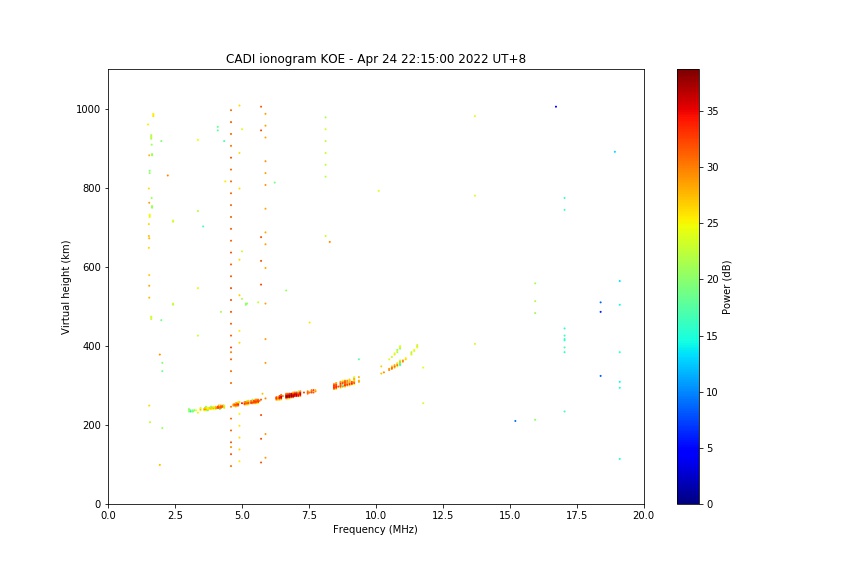 CADI ionogram KOE - Apr 24 22:15:00 2022 UT+8
1000
800
600
400
200
0
Virtual height (km)
0.0 2.5 5.0 7.5 10.0 12.5 15.0 17.5 20.0
Frequency (MHz)
35
30
25
20
15
10
5
0
Power (dB)